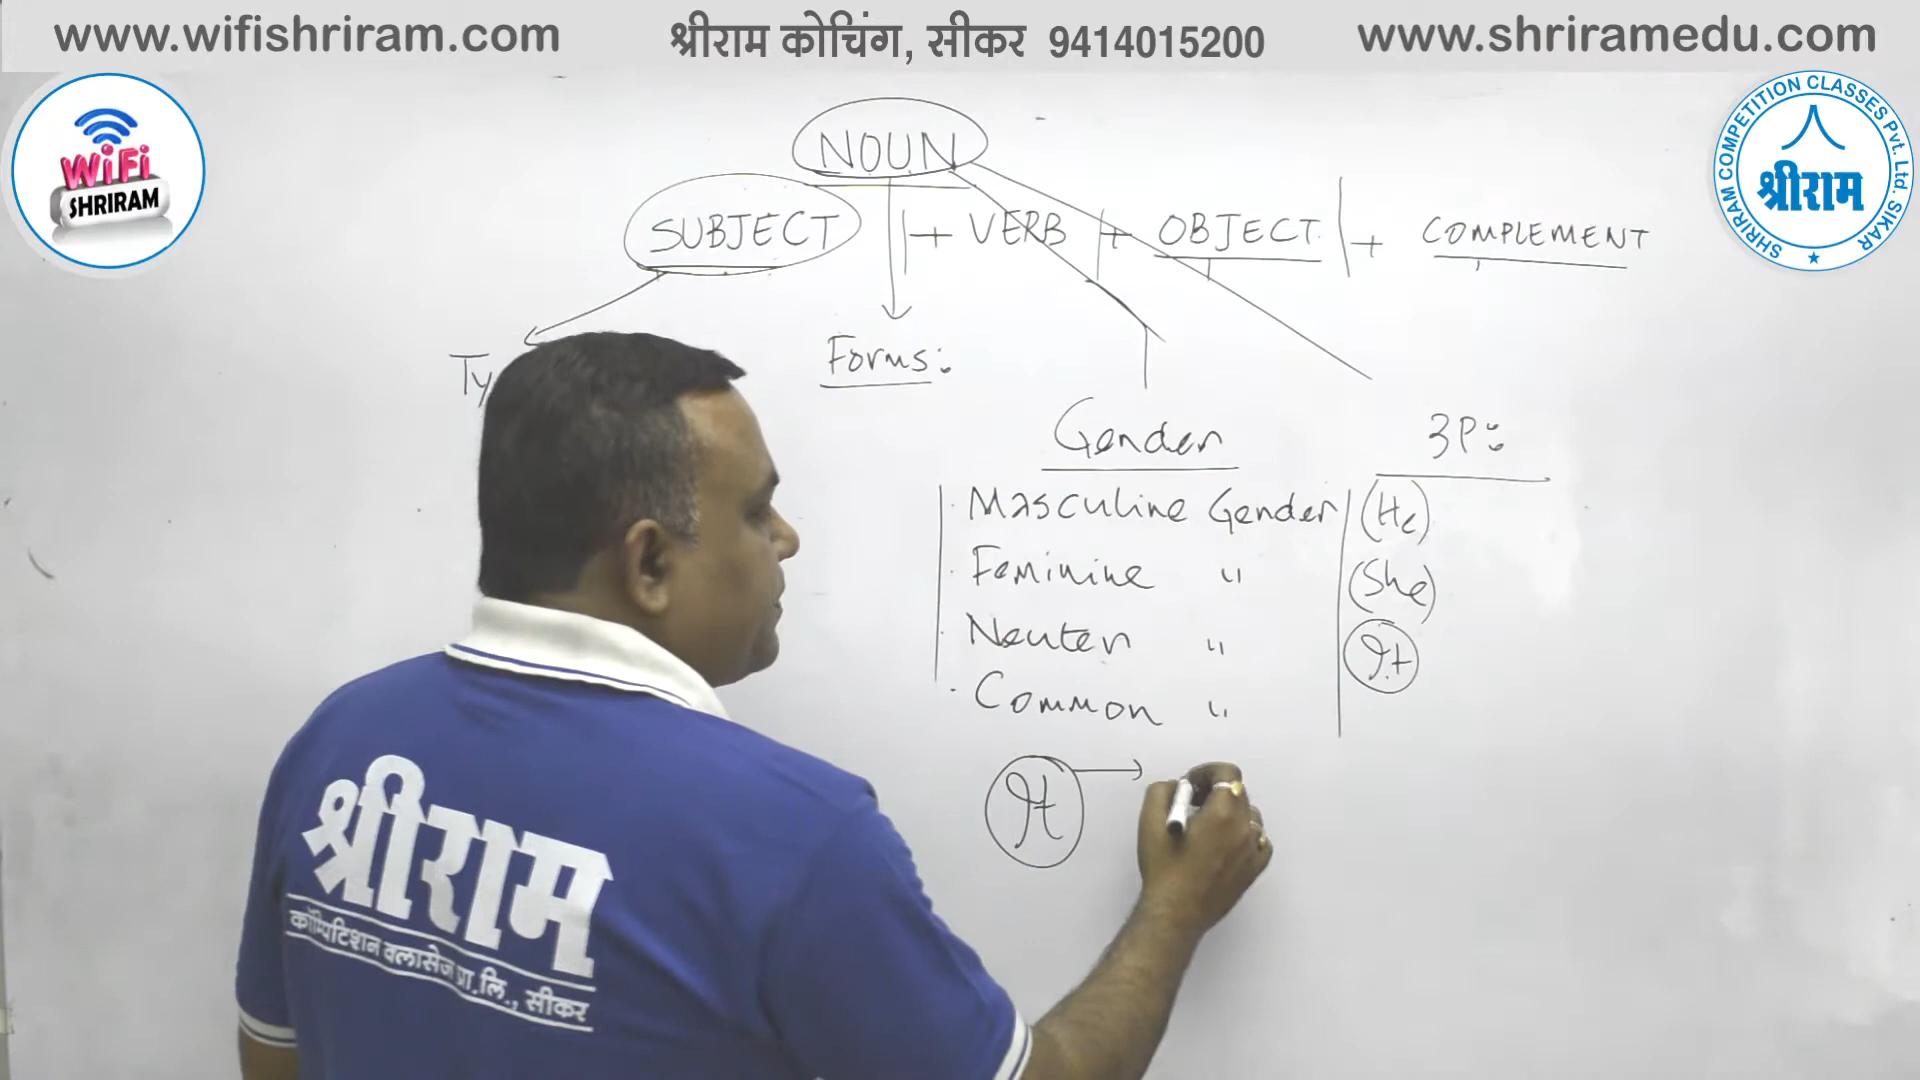 www.wifishriram.com
श्रीराम कोचिंग, सीकर 9414015200
www.shriramedu.com
WiFi
SHRIRAM
SHRIRAM COMPETITION CLASSES Pvt. Ltd. SIKAR
श्रीराम
NOUN
SUBJECT + VERB + OBJECT + COMPLEMENT
Ty
Forms:
Gender
3P:
Masculine Gender (He)
Feminine " (She)
Neuter " It
Common "
It →
श्रीराम
कॉम्पिटिशन क्लासेज प्रा.लि., सीकर